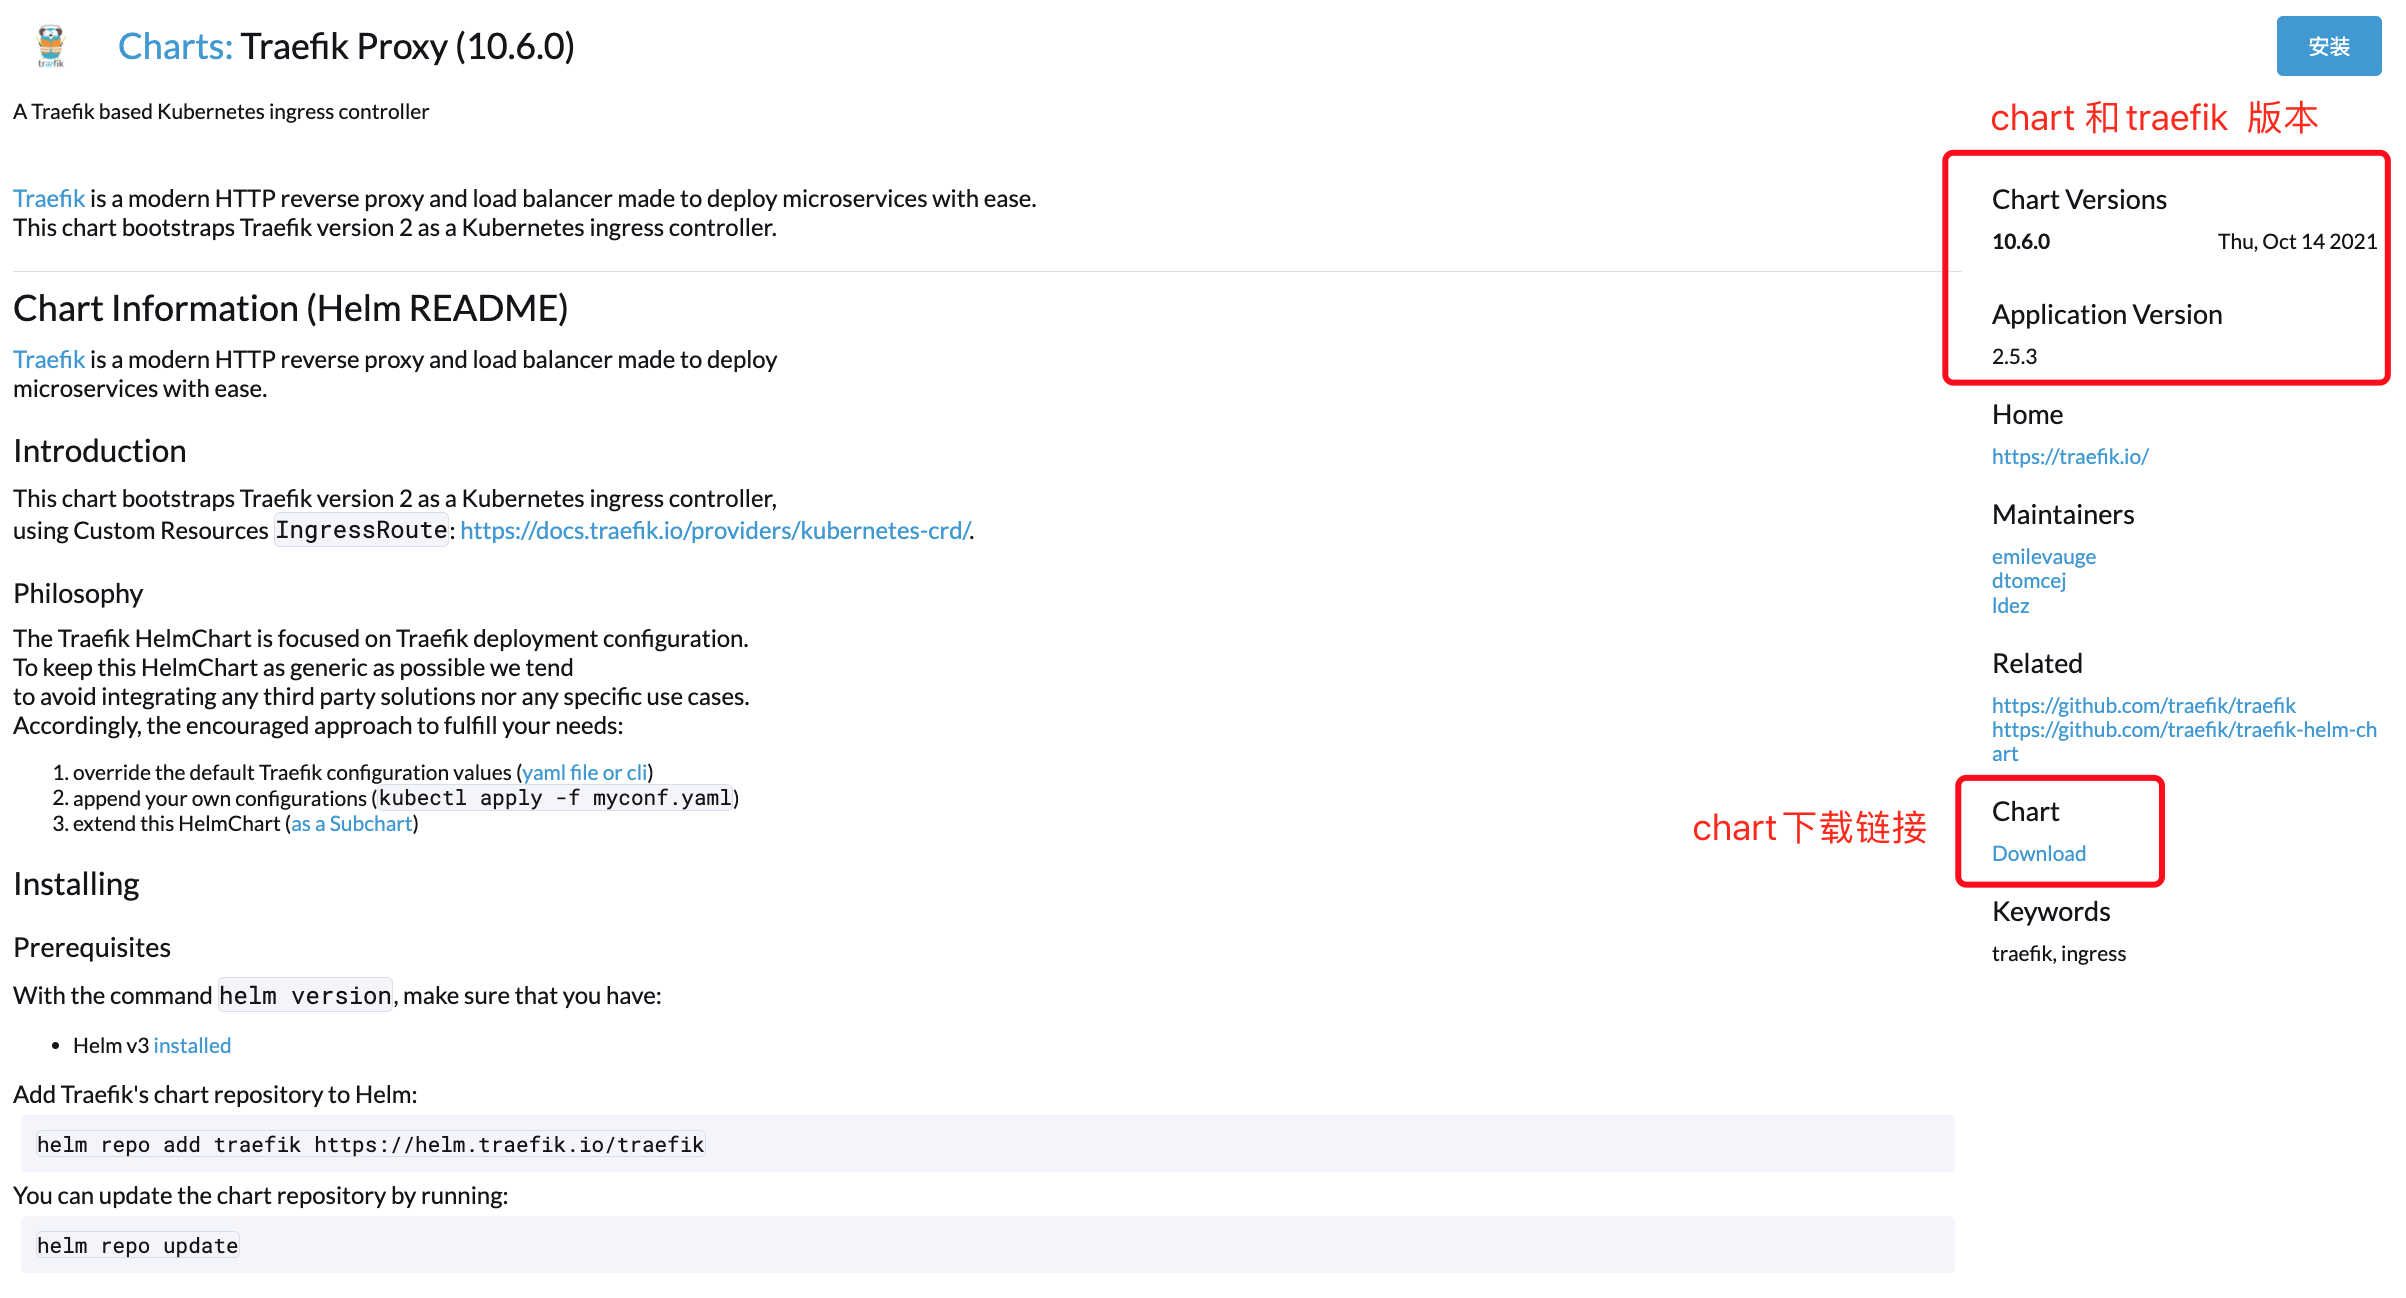 træfik
Charts: Traefik Proxy (10.6.0)
安装
A Traefik based Kubernetes ingress controller
Traefik is a modern HTTP reverse proxy and load balancer made to deploy microservices with ease.
This chart bootstraps Traefik version 2 as a Kubernetes ingress controller.
Chart Information (Helm README)
Traefik is a modern HTTP reverse proxy and load balancer made to deploy
microservices with ease.
Introduction
This chart bootstraps Traefik version 2 as a Kubernetes ingress controller,
using Custom Resources IngressRoute: https://docs.traefik.io/providers/kubernetes-crd/.
Philosophy
The Traefik HelmChart is focused on Traefik deployment configuration.
To keep this HelmChart as generic as possible we tend
to avoid integrating any third party solutions nor any specific use cases.
Accordingly, the encouraged approach to fulfill your needs:
1. override the default Traefik configuration values (yaml file or cli)
2. append your own configurations (kubectl apply -f myconf.yaml)
3. extend this HelmChart (as a Subchart)
Installing
Prerequisites
With the command helm version, make sure that you have:
• Helm v3 installed
Add Traefik's chart repository to Helm:
helm repo add traefik https://helm.traefik.io/traefik
You can update the chart repository by running:
helm repo update
chart 和 traefik 版本
Chart Versions
10.6.0 Thu, Oct 14 2021
Application Version
2.5.3
Home
https://traefik.io/
Maintainers
emilevauge
dtomcej
ldez
Related
https://github.com/traefik/traefik
https://github.com/traefik/traefik-helm-ch
art
chart下载链接
Chart
Download
Keywords
traefik, ingress